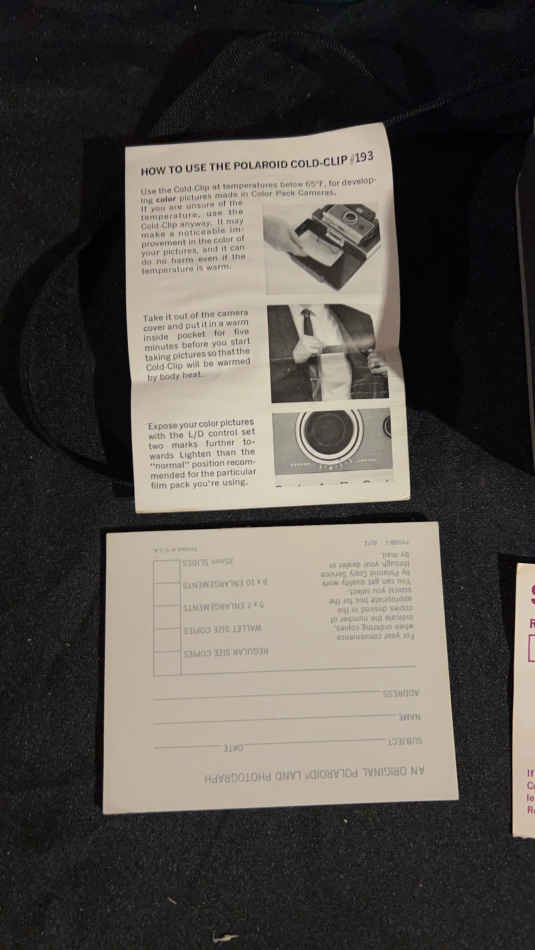 HOW TO USE THE POLAROID COLD-CLIP #193
Use the Cold-Clip at temperatures below 65°F, for develop-
ing color pictures made in Color Pack Cameras.
If you are unsure of the
temperature, use the
Cold-Clip anyway. It may
make a noticeable im-
provement in the color of
your pictures, and it can
do no harm even if the
temperature is warm.
Take it out of the camera
cover and put it in a warm
inside pocket for five
minutes before you start
taking pictures so that the
Cold-Clip will be warmed
by body heat.
Expose your color pictures
with the L/D control set
two marks further to-
wards Lighten than the
"normal" position recom-
mended for the particular
film pack you're using.
AN ORIGINAL POLAROID® LAND PHOTOGRAPH
SUBJECT DATE
NAME
ADDRESS
For your convenience
when ordering copies,
indicate the number of
copies desired in the
appropriate box for the
size(s) you select.
You can get quality work
by Polaroid Copy Service
through your dealer or
by mail.
REGULAR SIZE COPIES
WALLET SIZE COPIES
5 x 7 ENLARGEMENTS
8 x 10 ENLARGEMENTS
35mm SLIDES
Printed in U.S.A.
S
R
If